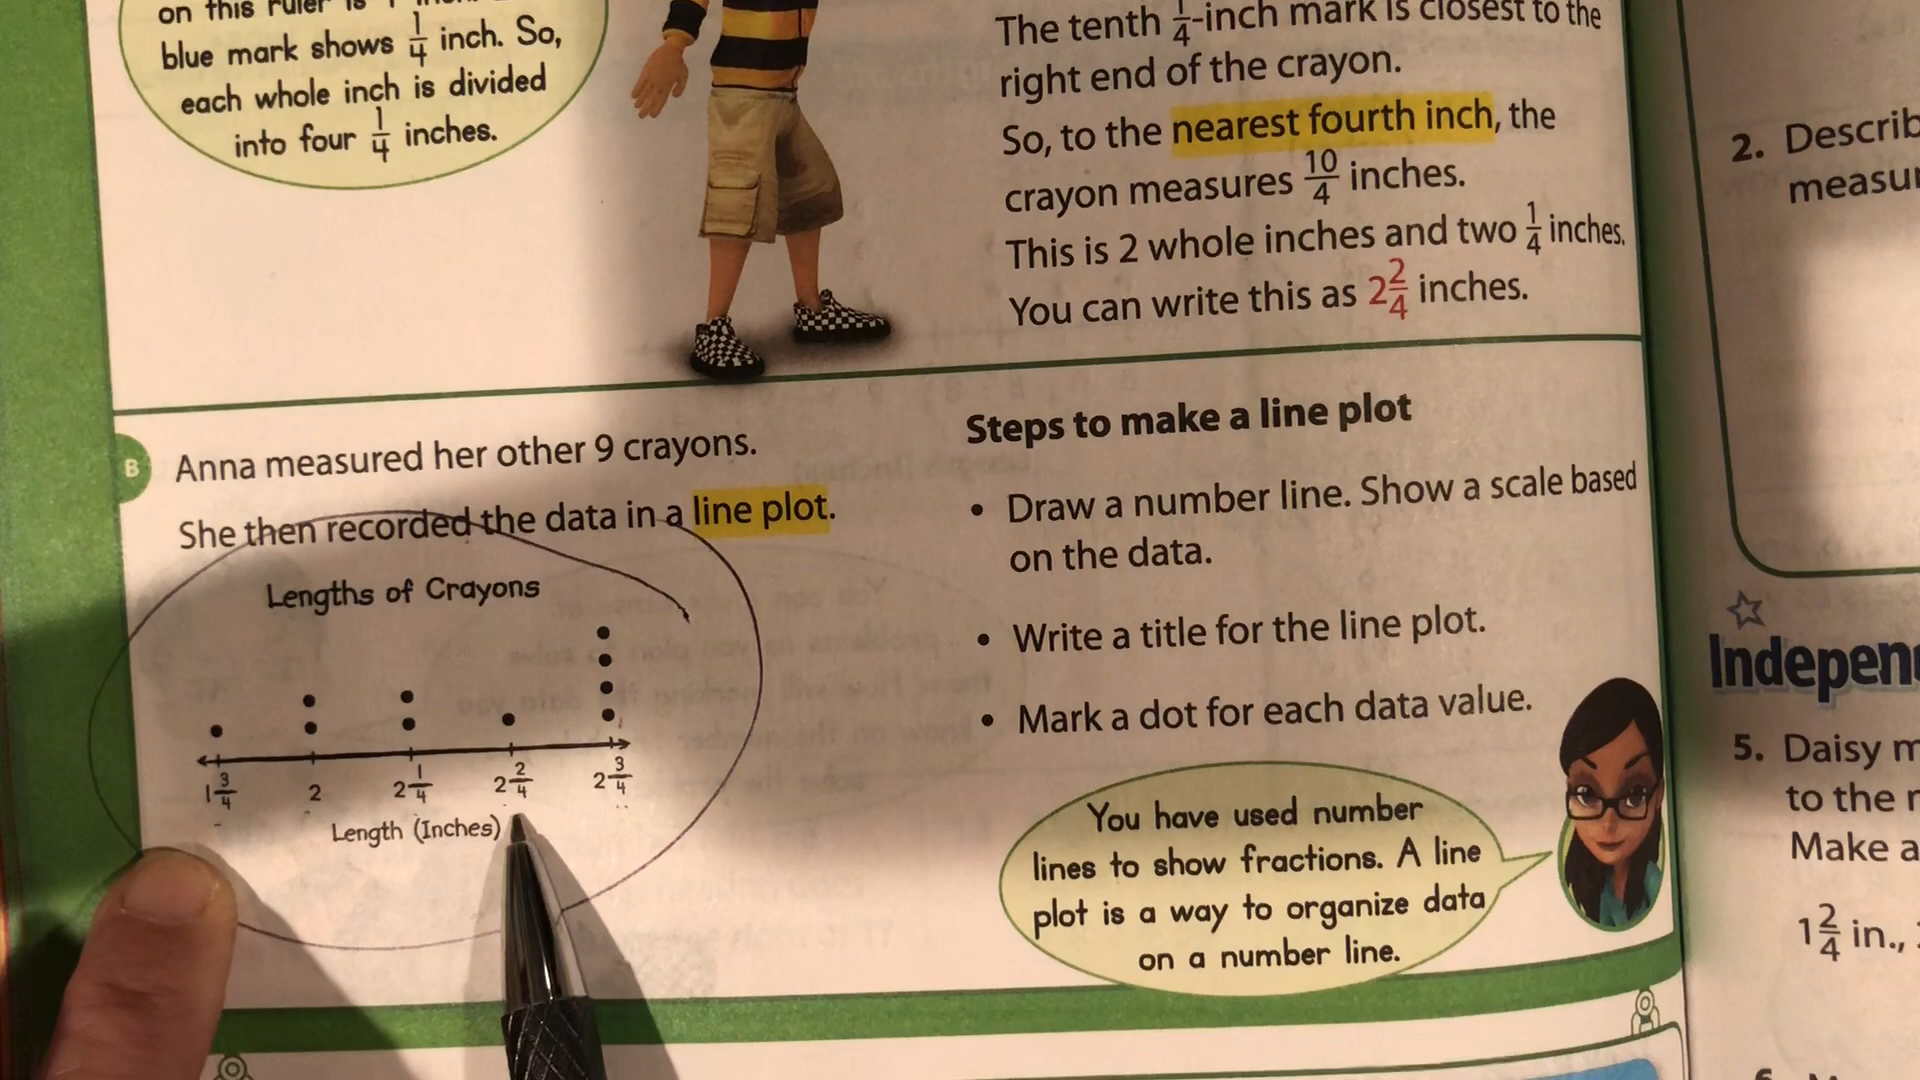 on this ruler is 1
blue mark shows 1/4 inch. So,
each whole inch is divided
into four 1/4 inches.
The tenth 1/4-inch mark is closest to the
right end of the crayon.
So, to the nearest fourth inch, the
crayon measures 10/4 inches.
This is 2 whole inches and two 1/4 inches.
You can write this as 2 2/4 inches.
B
Anna measured her other 9 crayons.
She then recorded the data in a line plot.
Lengths of Crayons
1 3/4 2 2 1/4 2 2/4 2 3/4
Length (Inches)
Steps to make a line plot
• Draw a number line. Show a scale based
on the data.
• Write a title for the line plot.
• Mark a dot for each data value.
You have used number
lines to show fractions. A line
plot is a way to organize data
on a number line.
2. Describ
measur
Indepen
5. Daisy m
to the n
Make a
1 2/4 in.,